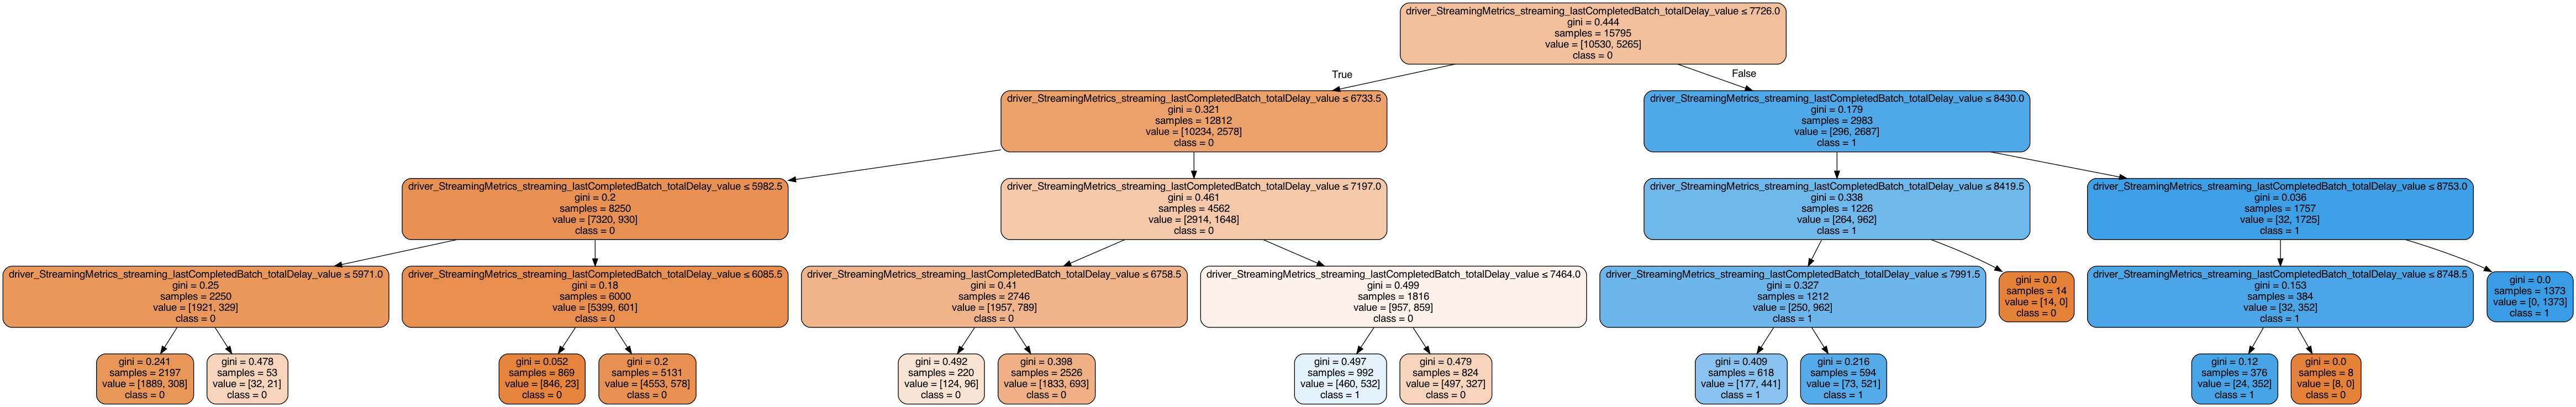 driver_StreamingMetrics_streaming_lastCompletedBatch_totalDelay_value ≤ 7726.0
gini = 0.444
samples = 15795
value = [10530, 5265]
class = 0
True
False
driver_StreamingMetrics_streaming_lastCompletedBatch_totalDelay_value ≤ 6733.5
gini = 0.321
samples = 12812
value = [10234, 2578]
class = 0
driver_StreamingMetrics_streaming_lastCompletedBatch_totalDelay_value ≤ 8430.0
gini = 0.179
samples = 2983
value = [296, 2687]
class = 1
driver_StreamingMetrics_streaming_lastCompletedBatch_totalDelay_value ≤ 5982.5
gini = 0.2
samples = 8250
value = [7320, 930]
class = 0
driver_StreamingMetrics_streaming_lastCompletedBatch_totalDelay_value ≤ 7197.0
gini = 0.461
samples = 4562
value = [2914, 1648]
class = 0
driver_StreamingMetrics_streaming_lastCompletedBatch_totalDelay_value ≤ 8419.5
gini = 0.338
samples = 1226
value = [264, 962]
class = 1
driver_StreamingMetrics_streaming_lastCompletedBatch_totalDelay_value ≤ 8753.0
gini = 0.036
samples = 1757
value = [32, 1725]
class = 1
driver_StreamingMetrics_streaming_lastCompletedBatch_totalDelay_value ≤ 5971.0
gini = 0.25
samples = 2250
value = [1921, 329]
class = 0
driver_StreamingMetrics_streaming_lastCompletedBatch_totalDelay_value ≤ 6085.5
gini = 0.18
samples = 6000
value = [5399, 601]
class = 0
driver_StreamingMetrics_streaming_lastCompletedBatch_totalDelay_value ≤ 6758.5
gini = 0.41
samples = 2746
value = [1957, 789]
class = 0
driver_StreamingMetrics_streaming_lastCompletedBatch_totalDelay_value ≤ 7464.0
gini = 0.499
samples = 1816
value = [957, 859]
class = 0
driver_StreamingMetrics_streaming_lastCompletedBatch_totalDelay_value ≤ 7991.5
gini = 0.327
samples = 1212
value = [250, 962]
class = 1
gini = 0.0
samples = 14
value = [14, 0]
class = 0
driver_StreamingMetrics_streaming_lastCompletedBatch_totalDelay_value ≤ 8748.5
gini = 0.153
samples = 384
value = [32, 352]
class = 1
gini = 0.0
samples = 1373
value = [0, 1373]
class = 1
gini = 0.241
samples = 2197
value = [1889, 308]
class = 0
gini = 0.478
samples = 53
value = [32, 21]
class = 0
gini = 0.052
samples = 869
value = [846, 23]
class = 0
gini = 0.2
samples = 5131
value = [4553, 578]
class = 0
gini = 0.492
samples = 220
value = [124, 96]
class = 0
gini = 0.398
samples = 2526
value = [1833, 693]
class = 0
gini = 0.497
samples = 992
value = [460, 532]
class = 1
gini = 0.479
samples = 824
value = [497, 327]
class = 0
gini = 0.409
samples = 618
value = [177, 441]
class = 1
gini = 0.216
samples = 594
value = [73, 521]
class = 1
gini = 0.12
samples = 376
value = [24, 352]
class = 1
gini = 0.0
samples = 8
value = [8, 0]
class = 0